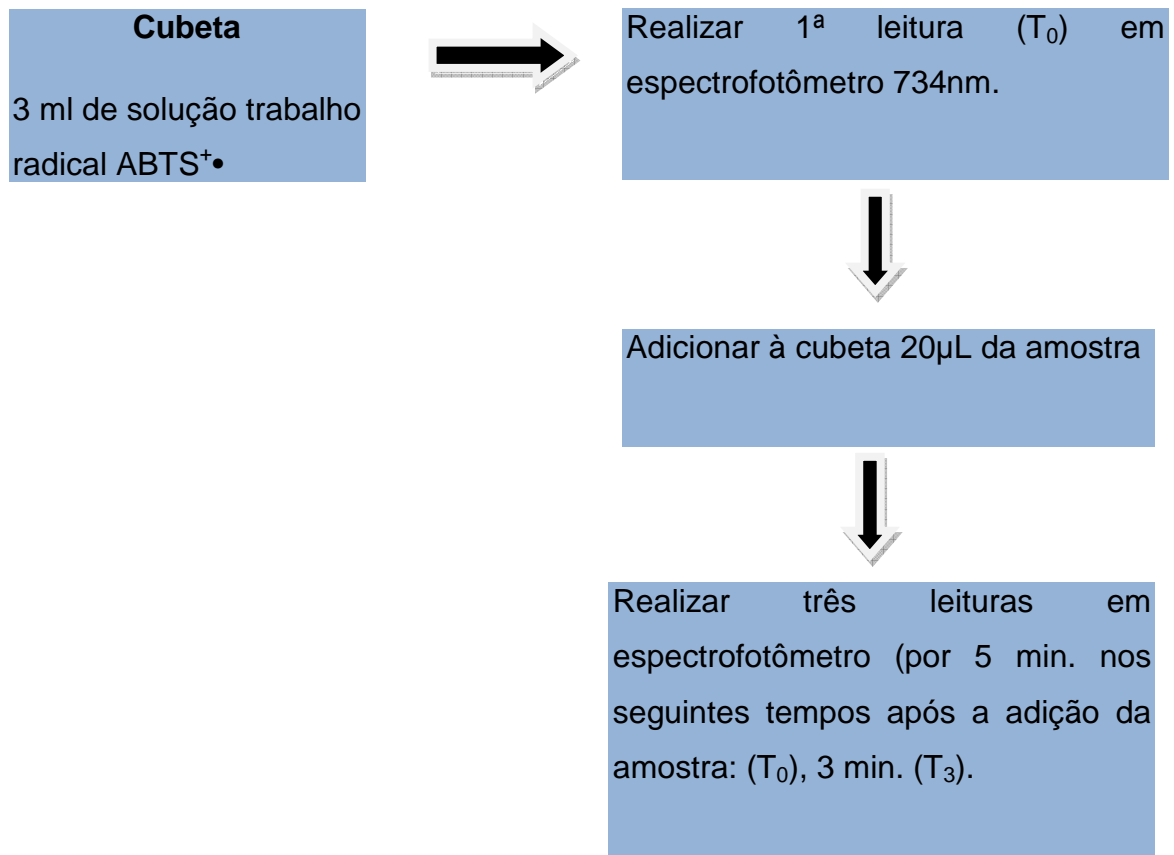 Cubeta
3 ml de solução trabalho
radical ABTS⁺•
Realizar 1ª leitura (T₀) em
espectrofotômetro 734nm.
Adicionar à cubeta 20µL da amostra
Realizar três leituras em
espectrofotômetro (por 5 min. nos
seguintes tempos após a adição da
amostra: (T₀), 3 min. (T₃).